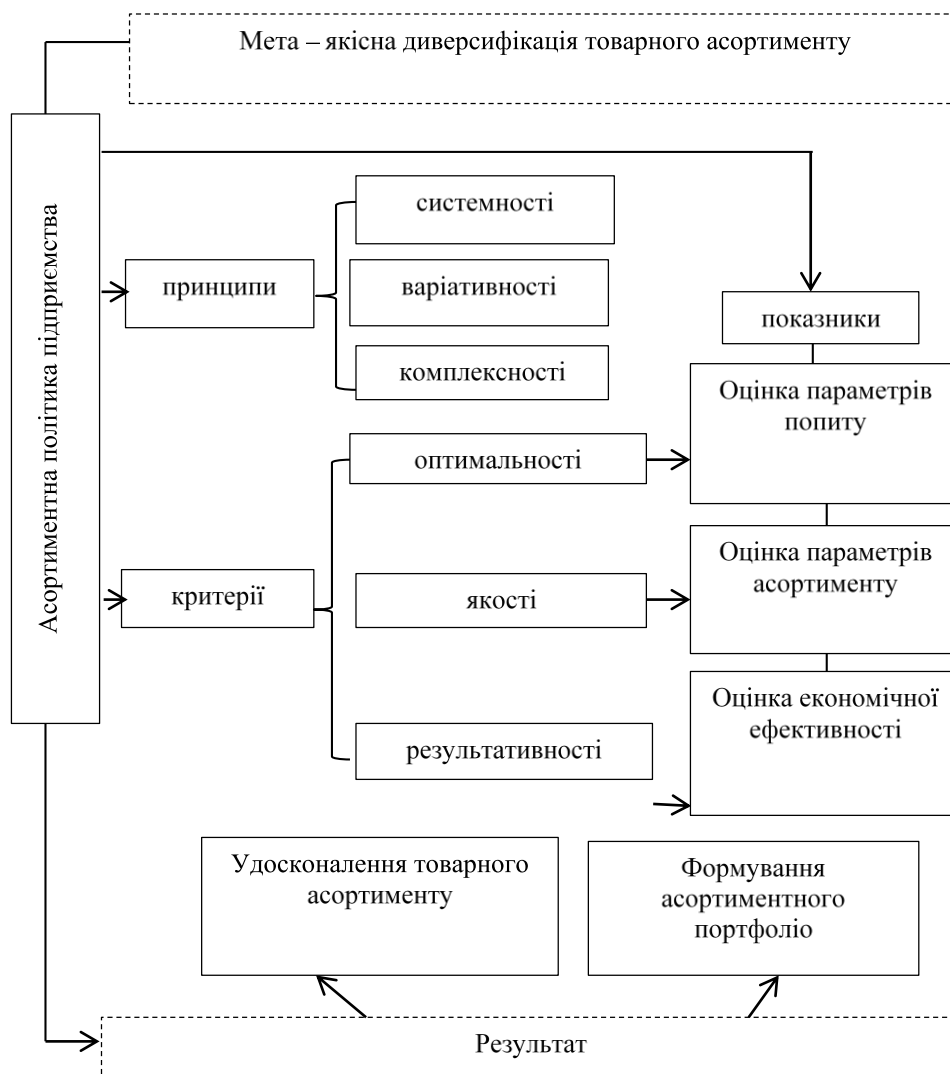 Мета – якісна диверсифікація товарного асортименту
Асортиментна політика підприємства
системності
принципи
варіативності
показники
комплексності
Оцінка параметрів
попиту
оптимальності
Оцінка параметрів
асортименту
критерії
якості
Оцінка економічної
ефективності
результативності
Удосконалення товарного
асортименту
Формування
асортиментного
портфоліо
Результат